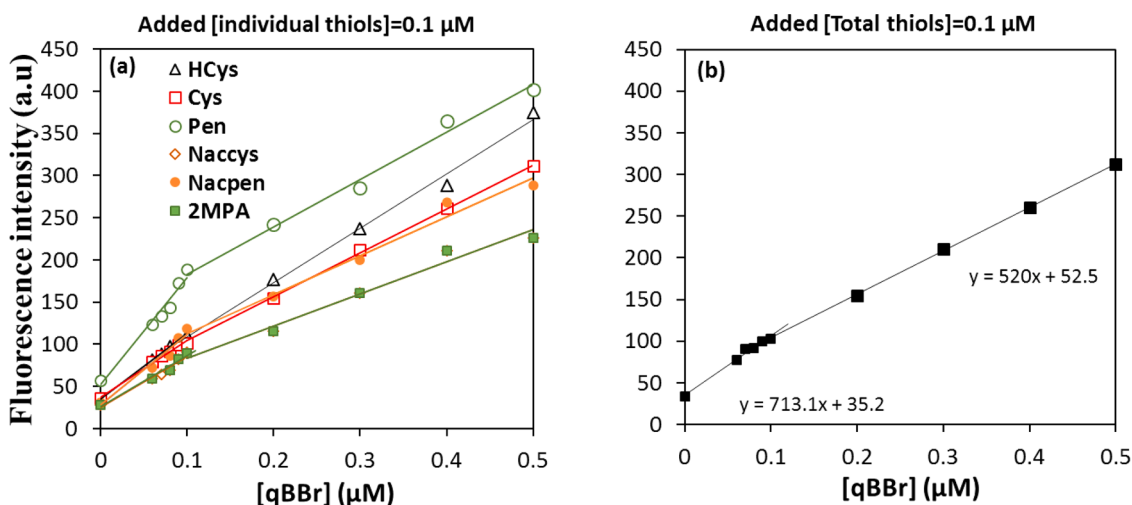 Added [individual thiols]=0.1 µM
Fluorescence intensity (a.u)
450
400
350
300
250
200
150
100
50
0
(a)
HCys
Cys
Pen
Naccys
Nacpen
2MPA
0 0.1 0.2 0.3 0.4 0.5
[qBBr] (µM)
Added [Total thiols]=0.1 µM
450
400
350
300
250
200
150
100
50
0
(b)
y = 520x + 52.5
y = 713.1x + 35.2
0 0.1 0.2 0.3 0.4 0.5
[qBBr] (µM)